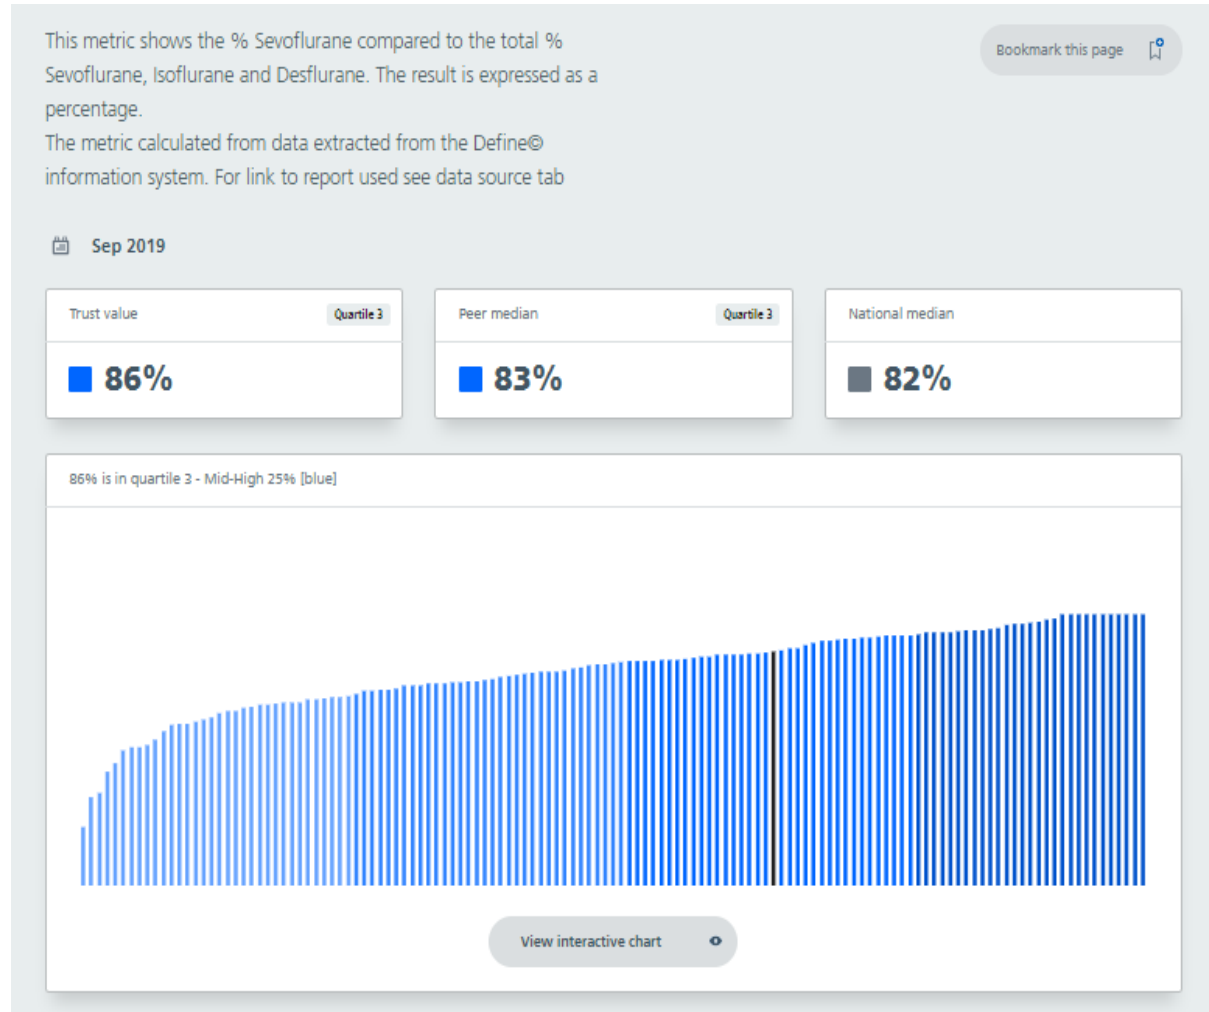 This metric shows the % Sevoflurane compared to the total %
Sevoflurane, Isoflurane and Desflurane. The result is expressed as a
percentage.
The metric calculated from data extracted from the Define©
information system. For link to report used see data source tab
Bookmark this page
Sep 2019
Trust value
Quartile 3
86%
Peer median
Quartile 3
83%
National median
82%
86% is in quartile 3 - Mid-High 25% [blue]
View interactive chart